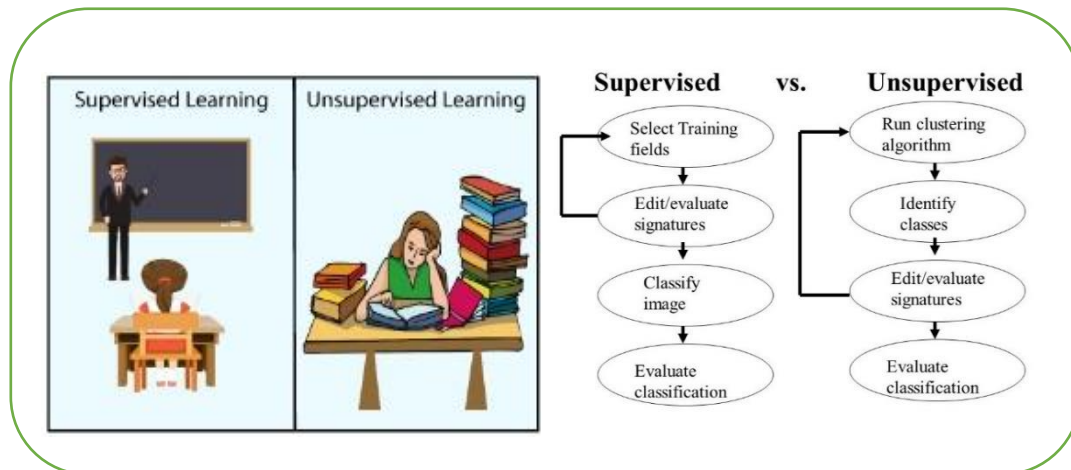 Supervised Learning
Unsupervised Learning
Supervised vs. Unsupervised
Select Training
fields
Edit/evaluate
signatures
Classify
image
Evaluate
classification
Run clustering
algorithm
Identify
classes
Edit/evaluate
signatures
Evaluate
classification